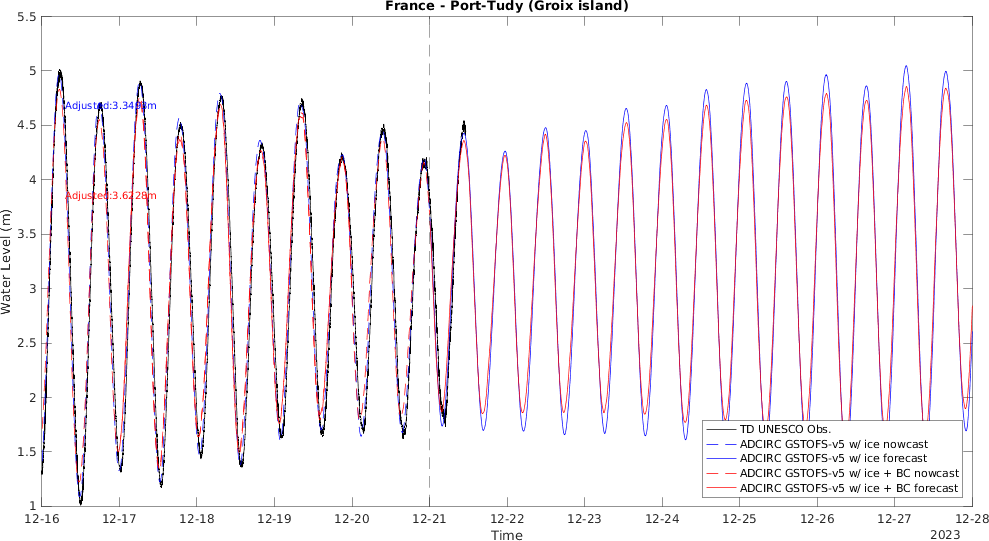 France - Port-Tudy (Groix island)
5.5
5
4.5
4
3.5
3
2.5
2
1.5
1
Water Level (m)
Adjusted:3.3493m
Adjusted:3.6228m
TD UNESCO Obs.
ADCIRC GSTOFS-v5 w/ ice nowcast
ADCIRC GSTOFS-v5 w/ ice forecast
ADCIRC GSTOFS-v5 w/ ice + BC nowcast
ADCIRC GSTOFS-v5 w/ ice + BC forecast
12-16 12-17 12-18 12-19 12-20 12-21 12-22 12-23 12-24 12-25 12-26 12-27 12-28
Time
2023